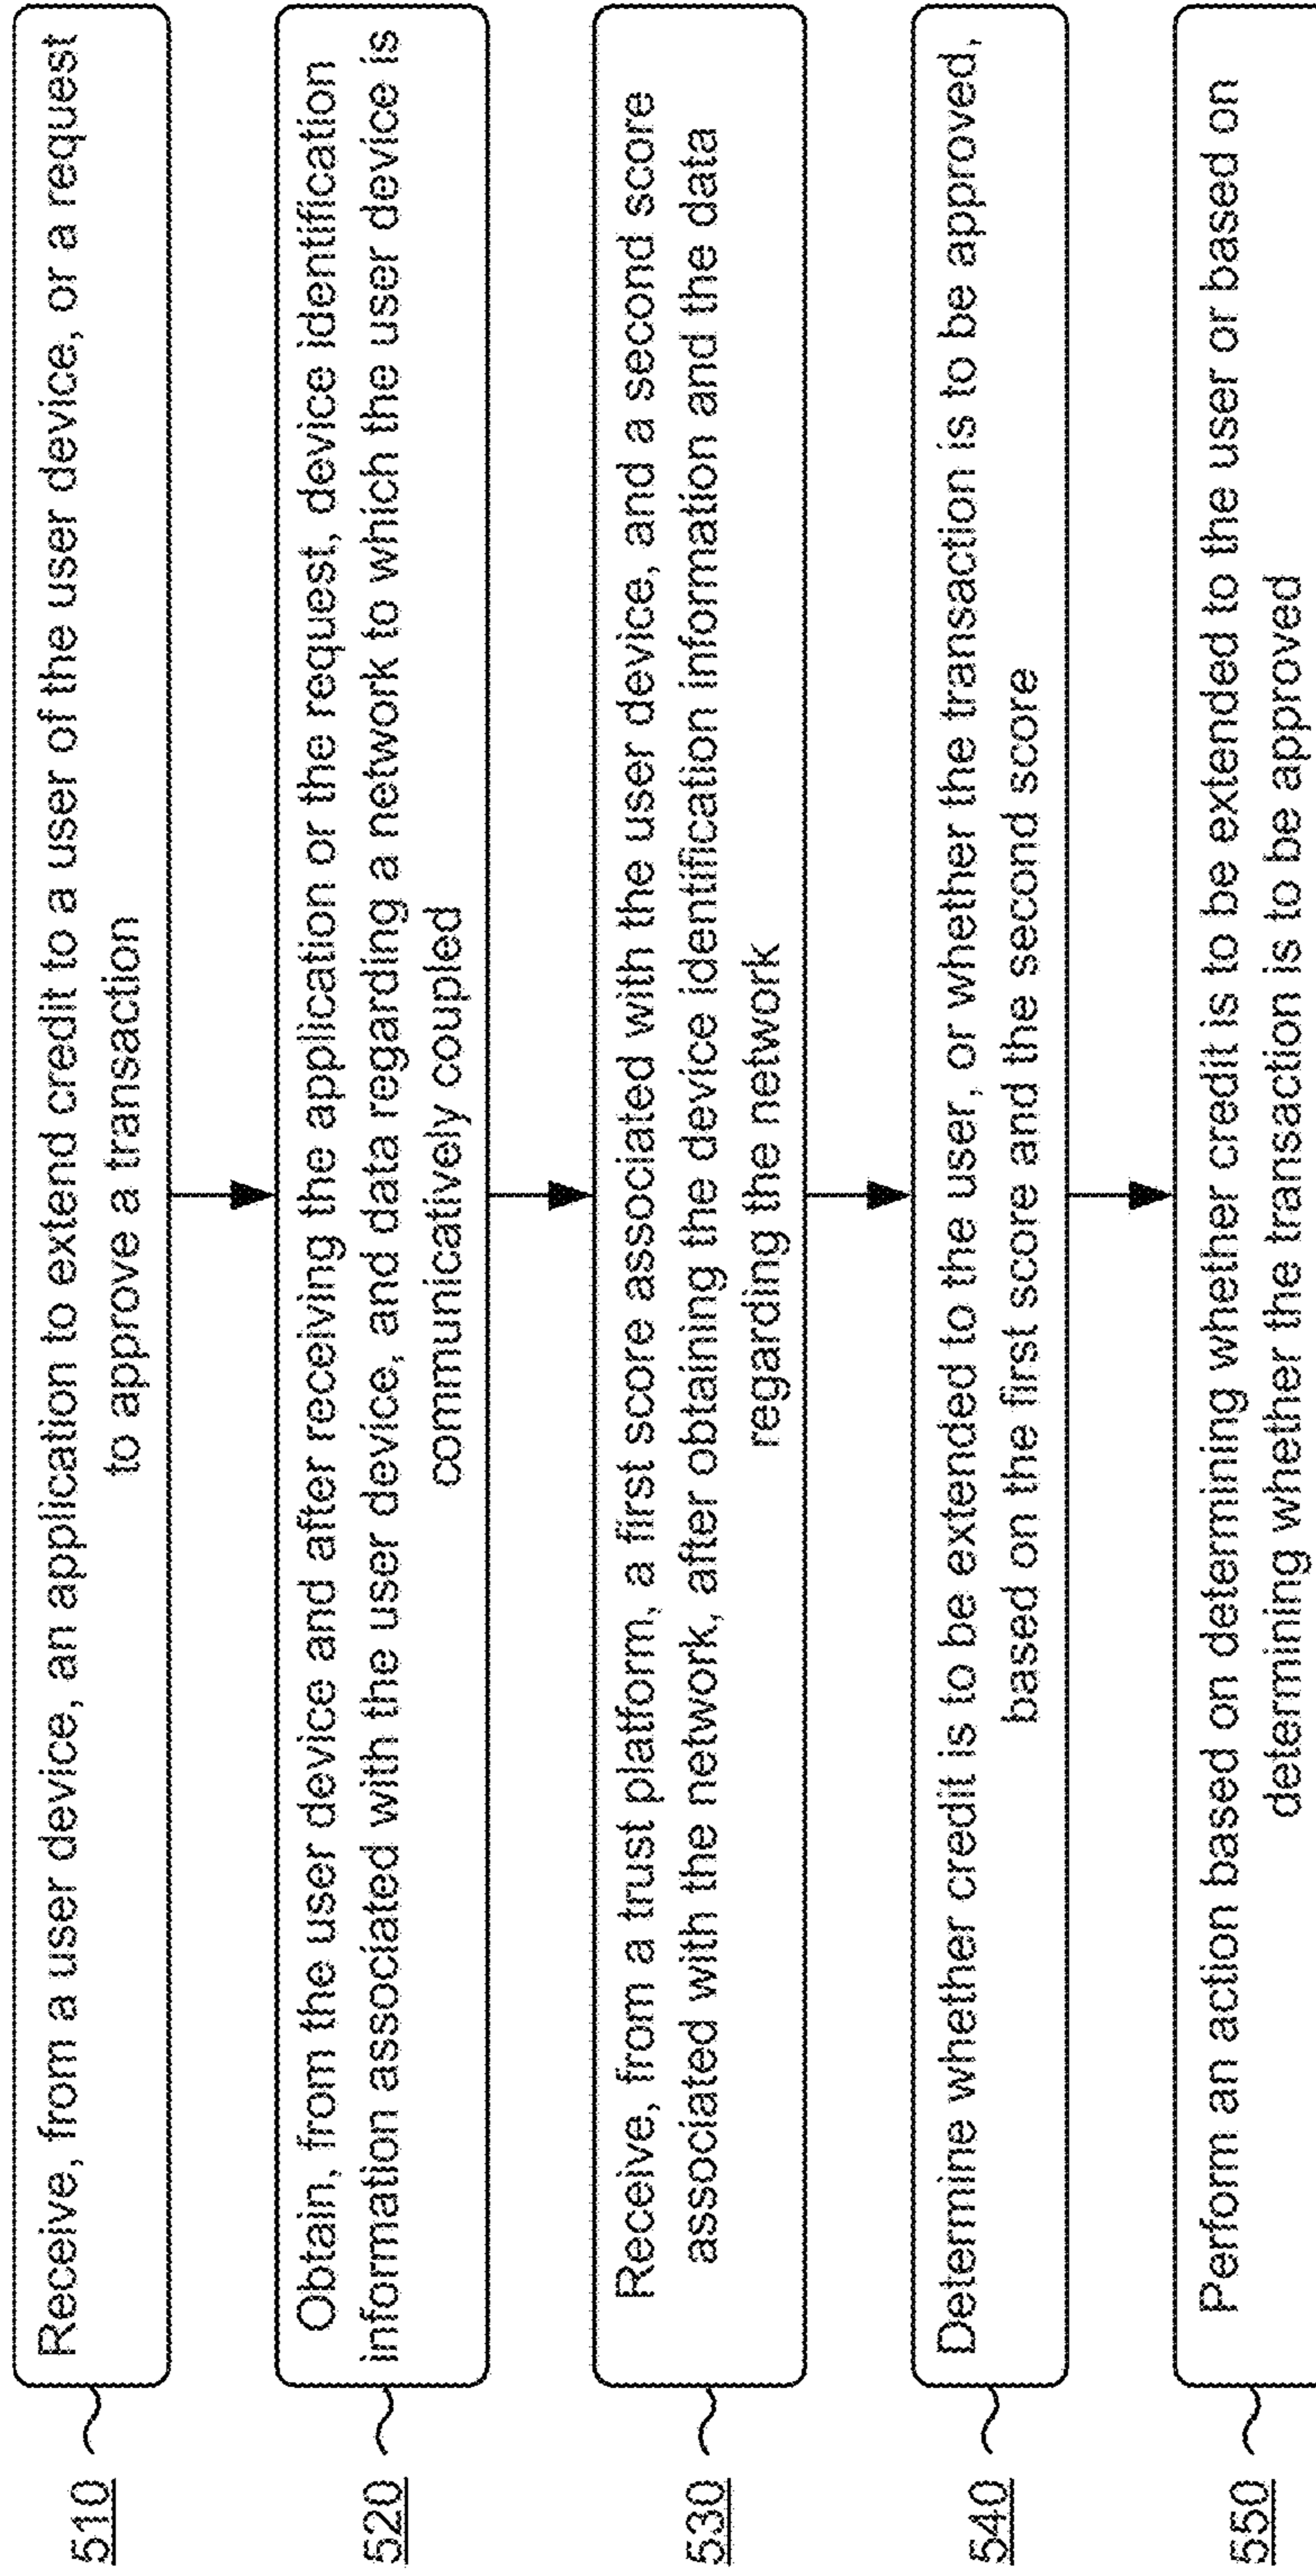 510
Receive, from a user device, an application to extend credit to a user of the user device, or a request
to approve a transaction
520
Obtain, from the user device and after receiving the application or the request, device identification
information associated with the user device, and data regarding a network to which the user device is
communicatively coupled
530
Receive, from a trust platform, a first score associated with the user device, and a second score
associated with the network, after obtaining the device identification information and the data
regarding the network
540
Determine whether credit is to be extended to the user, or whether the transaction is to be approved,
based on the first score and the second score
550
Perform an action based on determining whether credit is to be extended to the user or based on
determining whether the transaction is to be approved